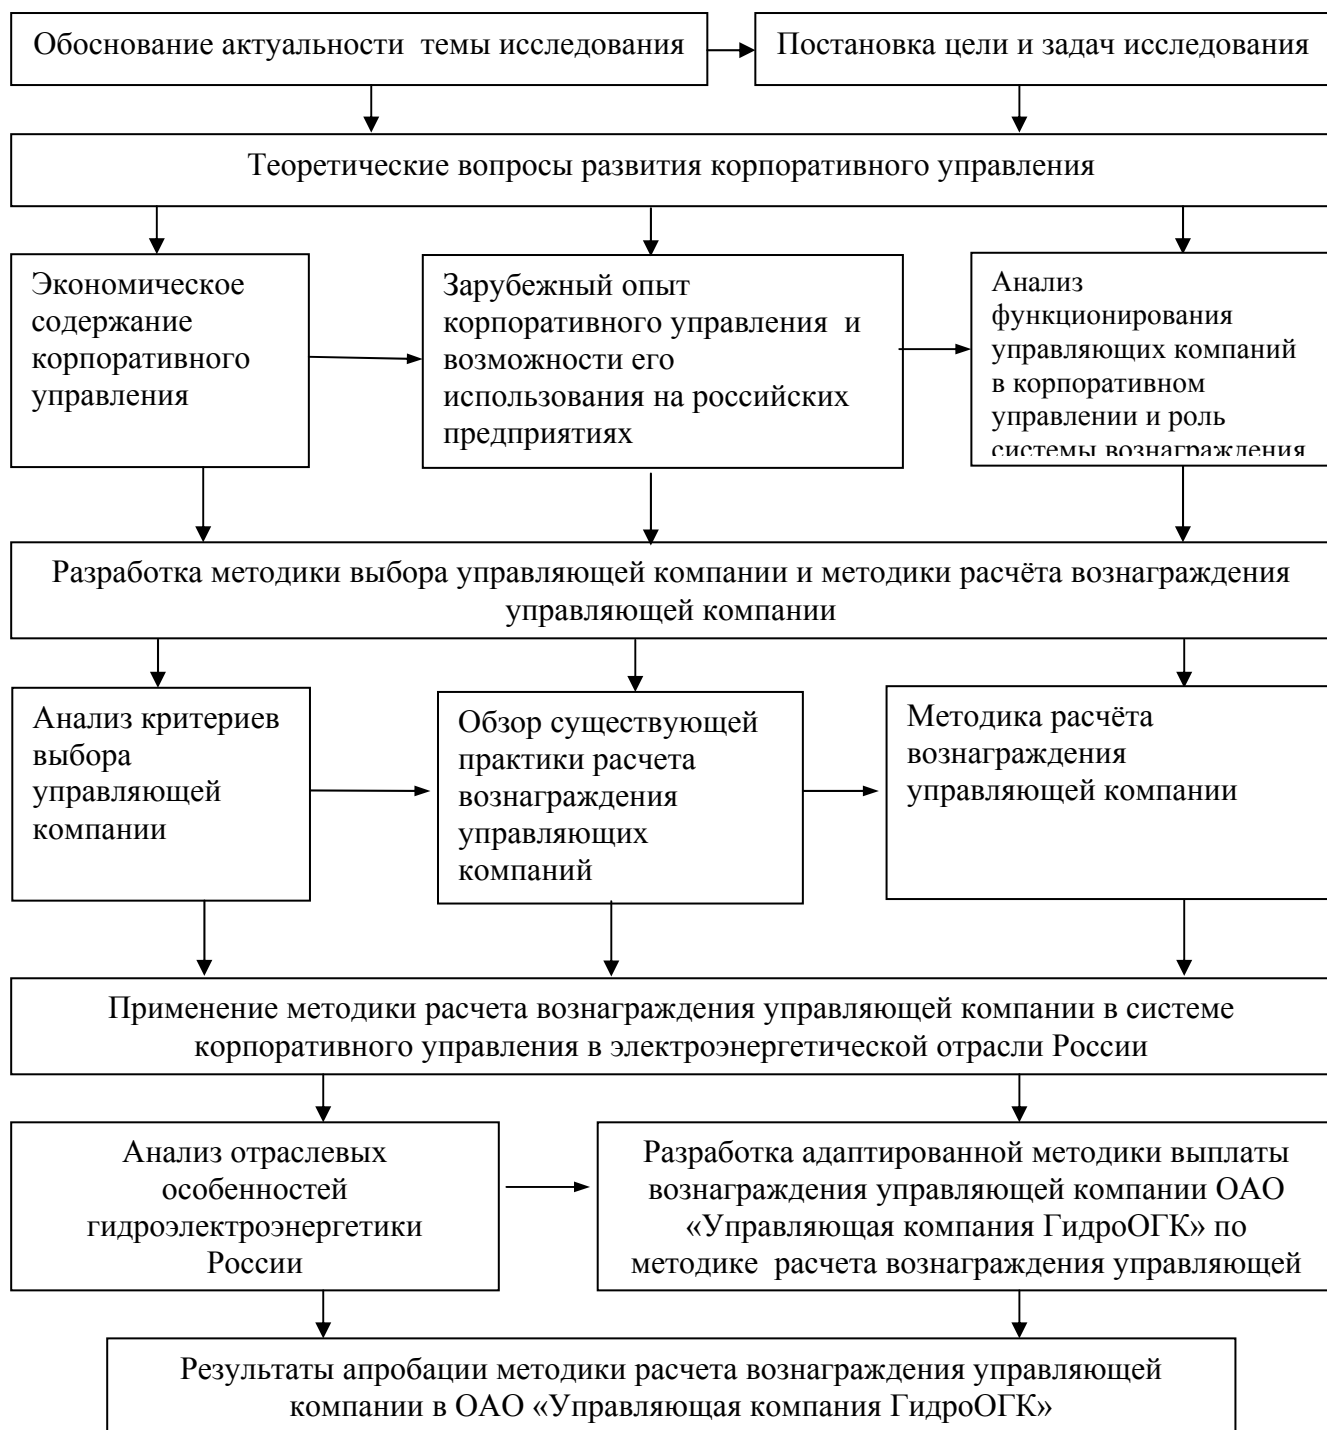 Обоснование актуальности темы исследования
Постановка цели и задач исследования
Теоретические вопросы развития корпоративного управления
Экономическое
содержание
корпоративного
управления
Зарубежный опыт
корпоративного управления и
возможности его
использования на российских
предприятиях
Анализ
функционирования
управляющих компаний
в корпоративном
управлении и роль
системы вознаграждения
Разработка методики выбора управляющей компании и методики расчёта вознаграждения
управляющей компании
Анализ критериев
выбора
управляющей
компании
Обзор существующей
практики расчета
вознаграждения
управляющих
компаний
Методика расчёта
вознаграждения
управляющей компании
Применение методики расчета вознаграждения управляющей компании в системе
корпоративного управления в электроэнергетической отрасли России
Анализ отраслевых
особенностей
гидроэлектроэнергетики
России
Разработка адаптированной методики выплаты
вознаграждения управляющей компании ОАО
«Управляющая компания ГидроОГК» по
методике расчета вознаграждения управляющей
Результаты апробации методики расчета вознаграждения управляющей
компании в ОАО «Управляющая компания ГидроОГК»